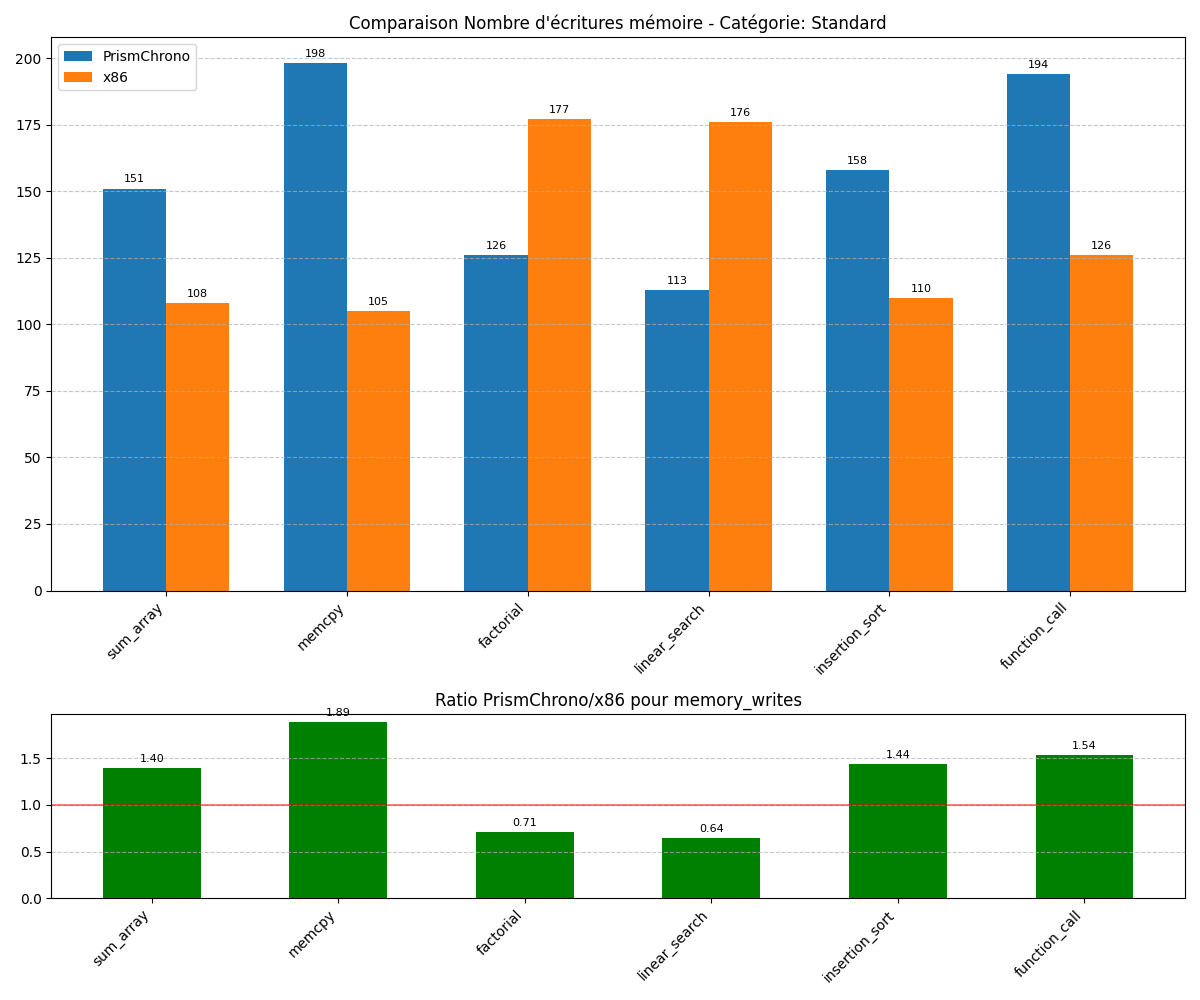 Comparaison Nombre d'écritures mémoire - Catégorie: Standard
PrismChrono
x86
200
175
150
125
100
75
50
25
0
151
108
198
105
126
177
113
176
158
110
194
126
sum_array
memcpy
factorial
linear_search
insertion_sort
function_call
Ratio PrismChrono/x86 pour memory_writes
1.5
1.0
0.5
0.0
1.40
1.89
0.71
0.64
1.44
1.54
sum_array
memcpy
factorial
linear_search
insertion_sort
function_call